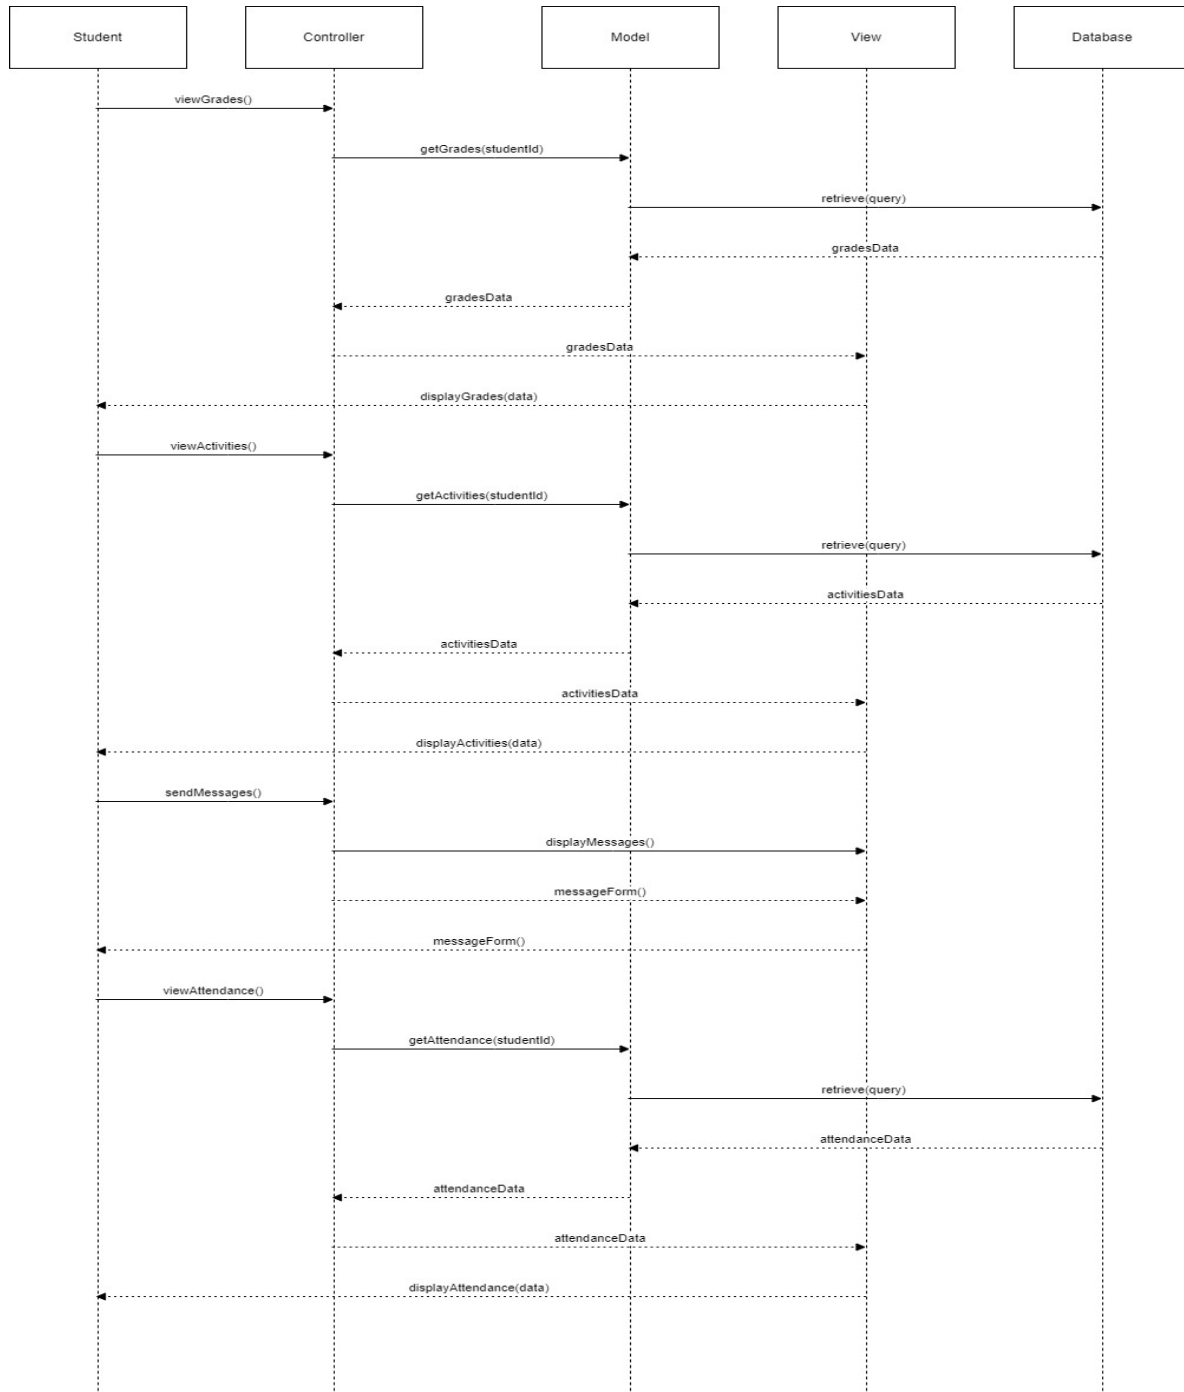 Student
Controller
Model
View
Database
viewGrades()
getGrades(studentId)
retrieve(query)
gradesData
gradesData
gradesData
displayGrades(data)
viewActivities()
getActivities(studentId)
retrieve(query)
activitiesData
activitiesData
activitiesData
displayActivities(data)
sendMessages()
displayMessages()
messageForm()
messageForm()
viewAttendance()
getAttendance(studentId)
retrieve(query)
attendanceData
attendanceData
attendanceData
displayAttendance(data)